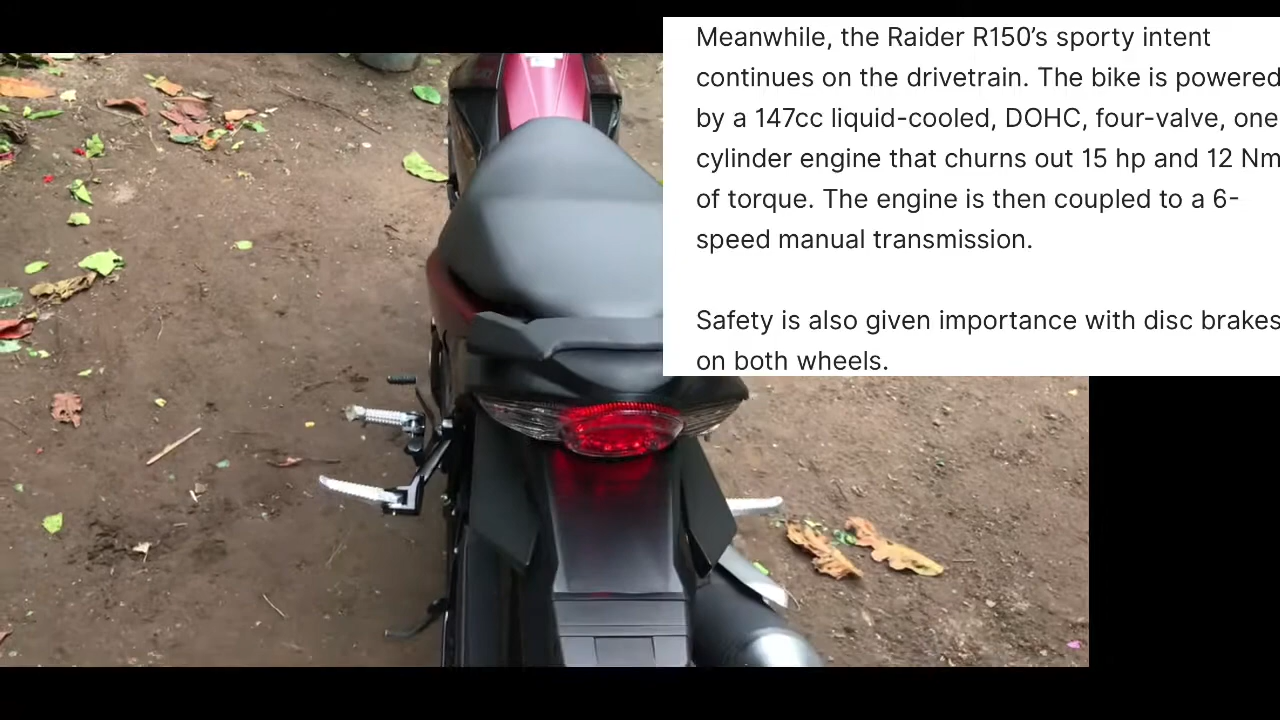 Meanwhile, the Raider R150’s sporty intent
continues on the drivetrain. The bike is powered
by a 147cc liquid-cooled, DOHC, four-valve, one
cylinder engine that churns out 15 hp and 12 Nm
of torque. The engine is then coupled to a 6-
speed manual transmission.
Safety is also given importance with disc brakes
on both wheels.